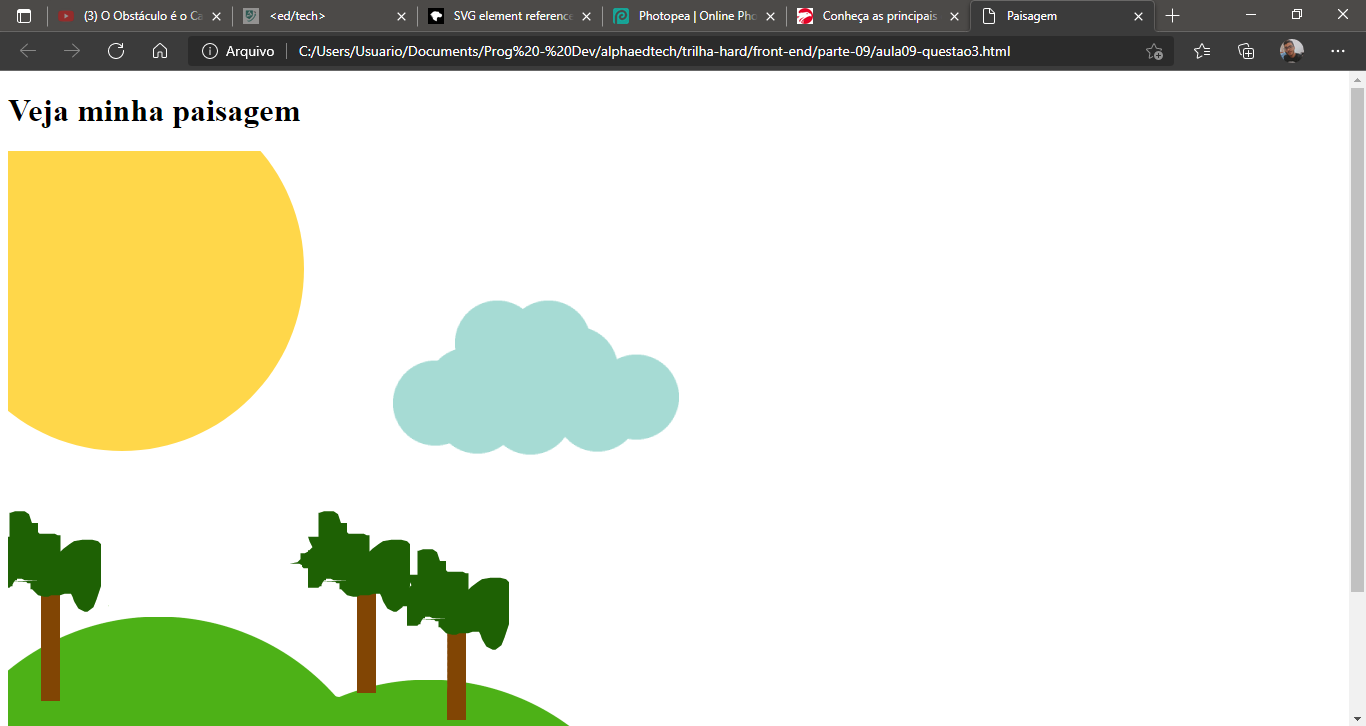 (3) O Obstáculo é o Ca
<ed/tech>
SVG element reference
Photopea | Online Pho
Conheça as principais
Paisagem
Arquivo
C:/Users/Usuario/Documents/Prog%20-%20Dev/alphaedtech/trilha-hard/front-end/parte-09/aula09-questao3.html
Veja minha paisagem